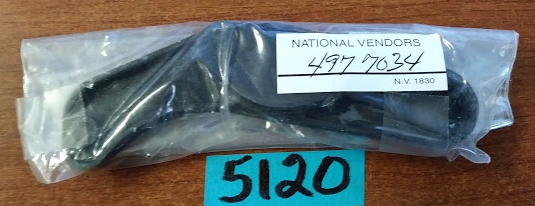 NATIONAL VENDORS
497 7034
N.V. 1830
5120